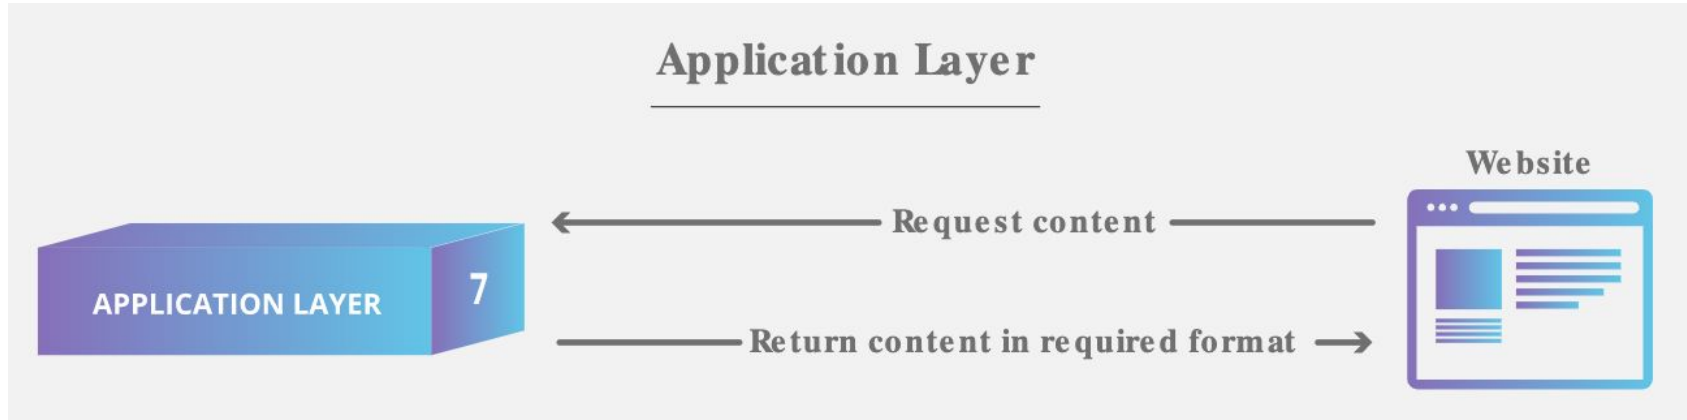 Application Layer
Website
Request content
APPLICATION LAYER
7
Return content in required format